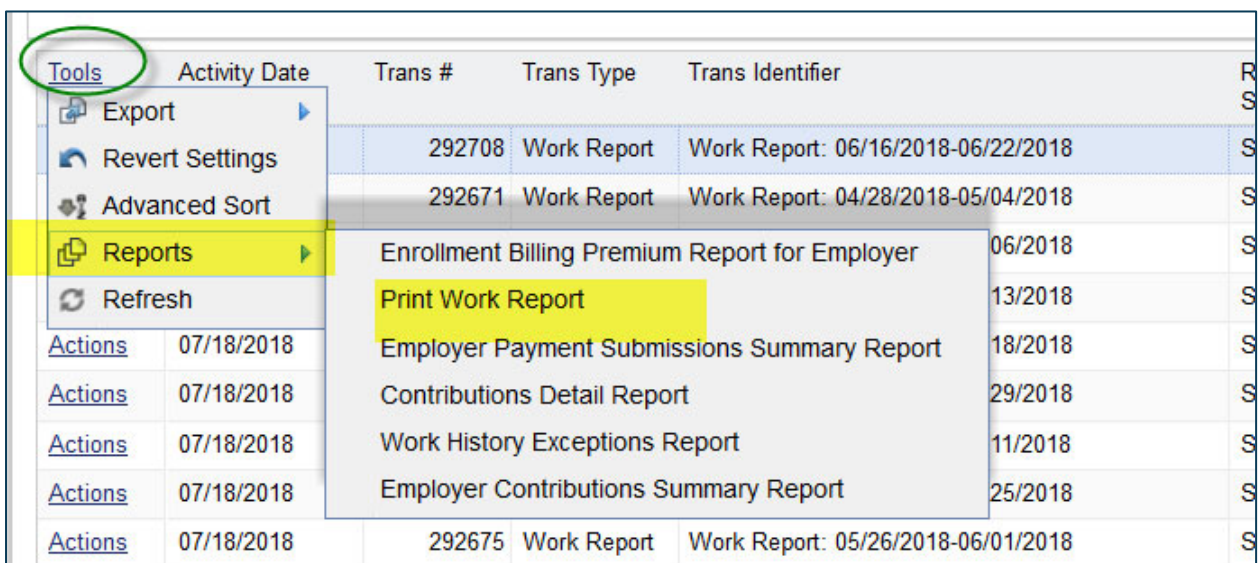 Tools Activity Date Trans # Trans Type Trans Identifier R
S
Export
Revert Settings 292708 Work Report Work Report: 06/16/2018-06/22/2018 S
Advanced Sort 292671 Work Report Work Report: 04/28/2018-05/04/2018 S
Reports Enrollment Billing Premium Report for Employer 06/2018 S
Refresh Print Work Report 13/2018 S
Actions 07/18/2018 Employer Payment Submissions Summary Report 18/2018 S
Actions 07/18/2018 Contributions Detail Report 29/2018 S
Actions 07/18/2018 Work History Exceptions Report 11/2018 S
Actions 07/18/2018 Employer Contributions Summary Report 25/2018 S
Actions 07/18/2018 292675 Work Report Work Report: 05/26/2018-06/01/2018 S